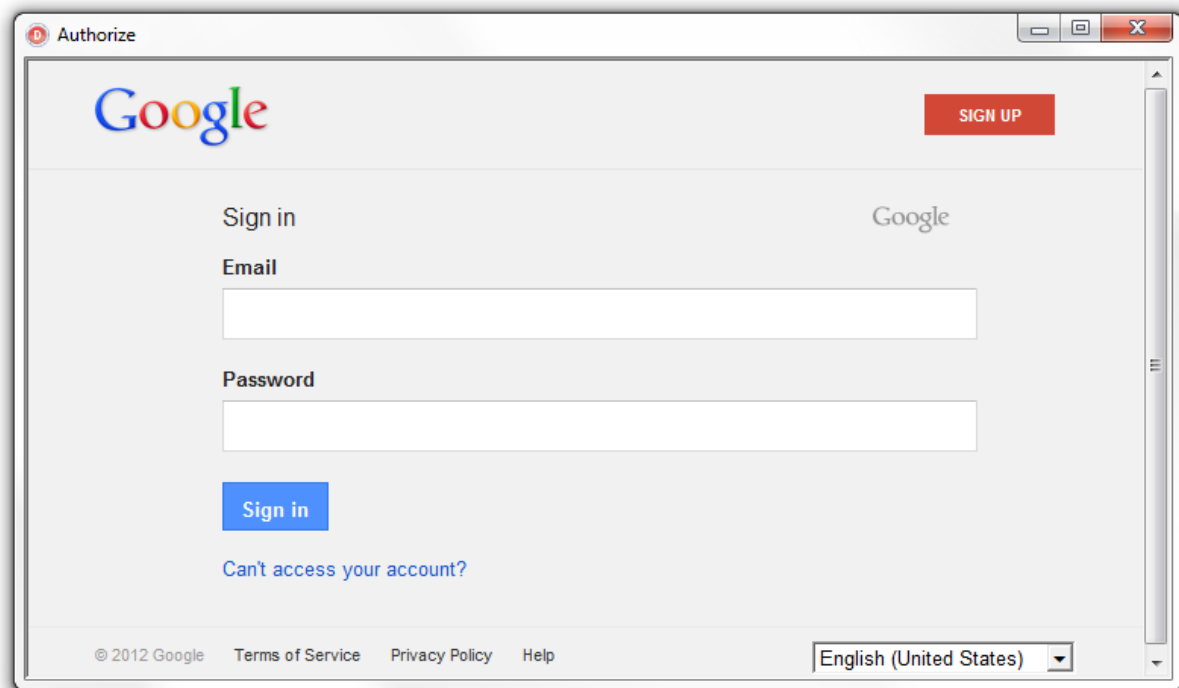 Authorize
Google
SIGN UP
Sign in
Google
Email
Password
Sign in
Can't access your account?
© 2012 Google Terms of Service Privacy Policy Help English (United States)